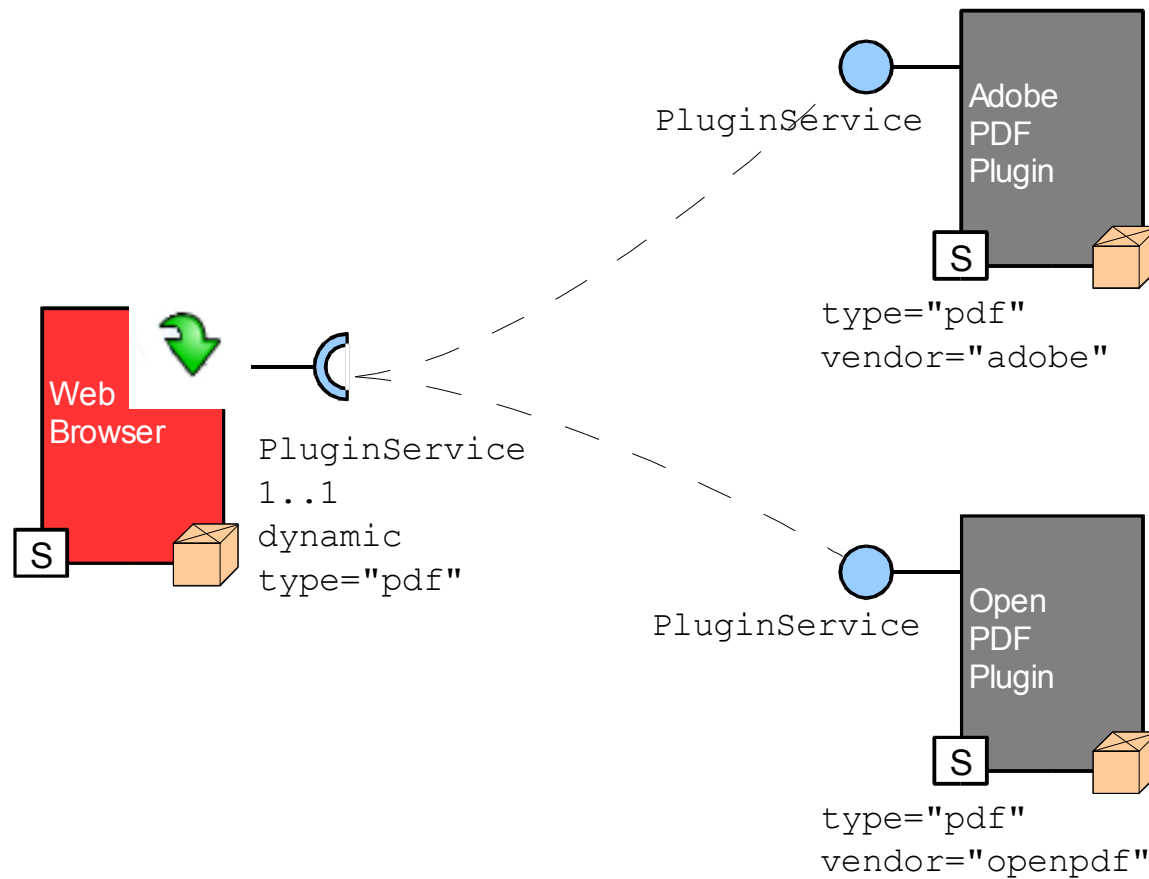 PluginService
Adobe
PDF
Plugin
S
type="pdf"
vendor="adobe"
Web
Browser
S
PluginService
1..1
dynamic
type="pdf"
PluginService
Open
PDF
Plugin
S
type="pdf"
vendor="openpdf"